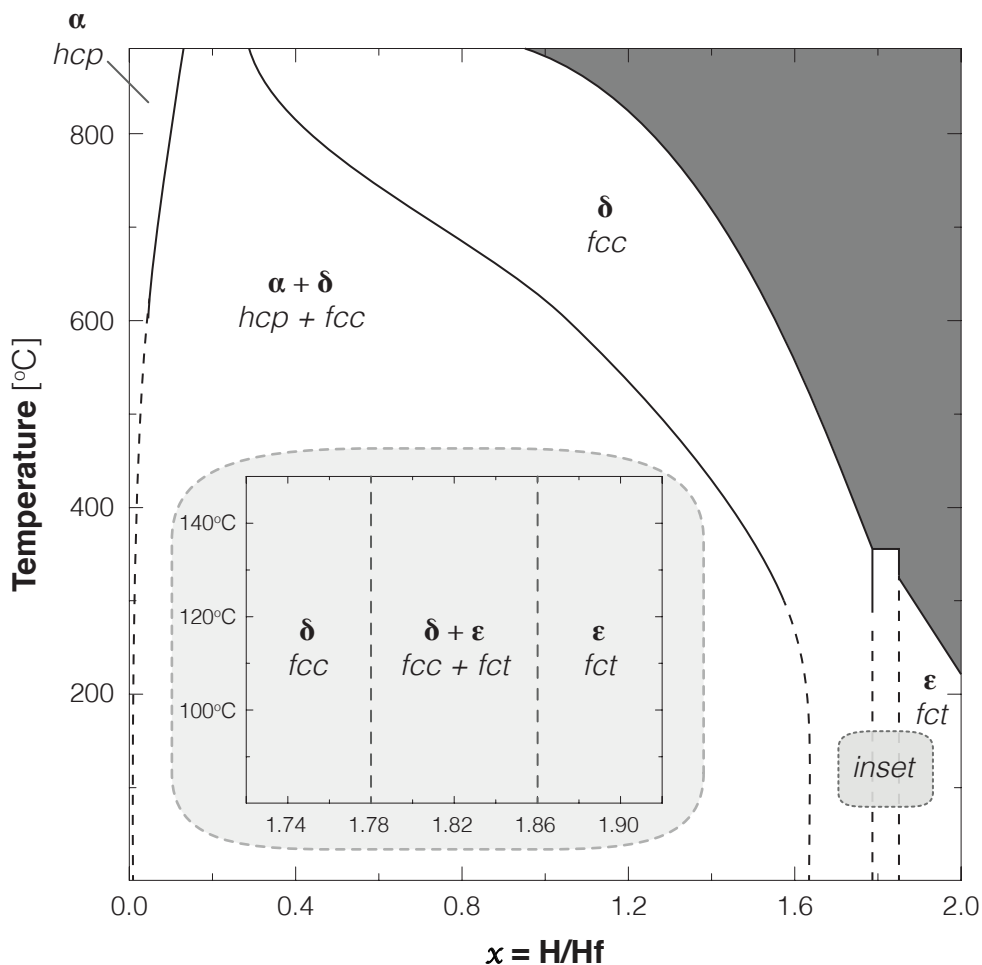 α
hcp
800
600
400
200
Temperature [°C]
δ
fcc
α + δ
hcp + fcc
140°C
120°C
100°C
δ
fcc
δ + ε
fcc + fct
ε
fct
1.74
1.78
1.82
1.86
1.90
ε
fct
inset
0.0
0.4
0.8
1.2
1.6
2.0
x = H/Hf